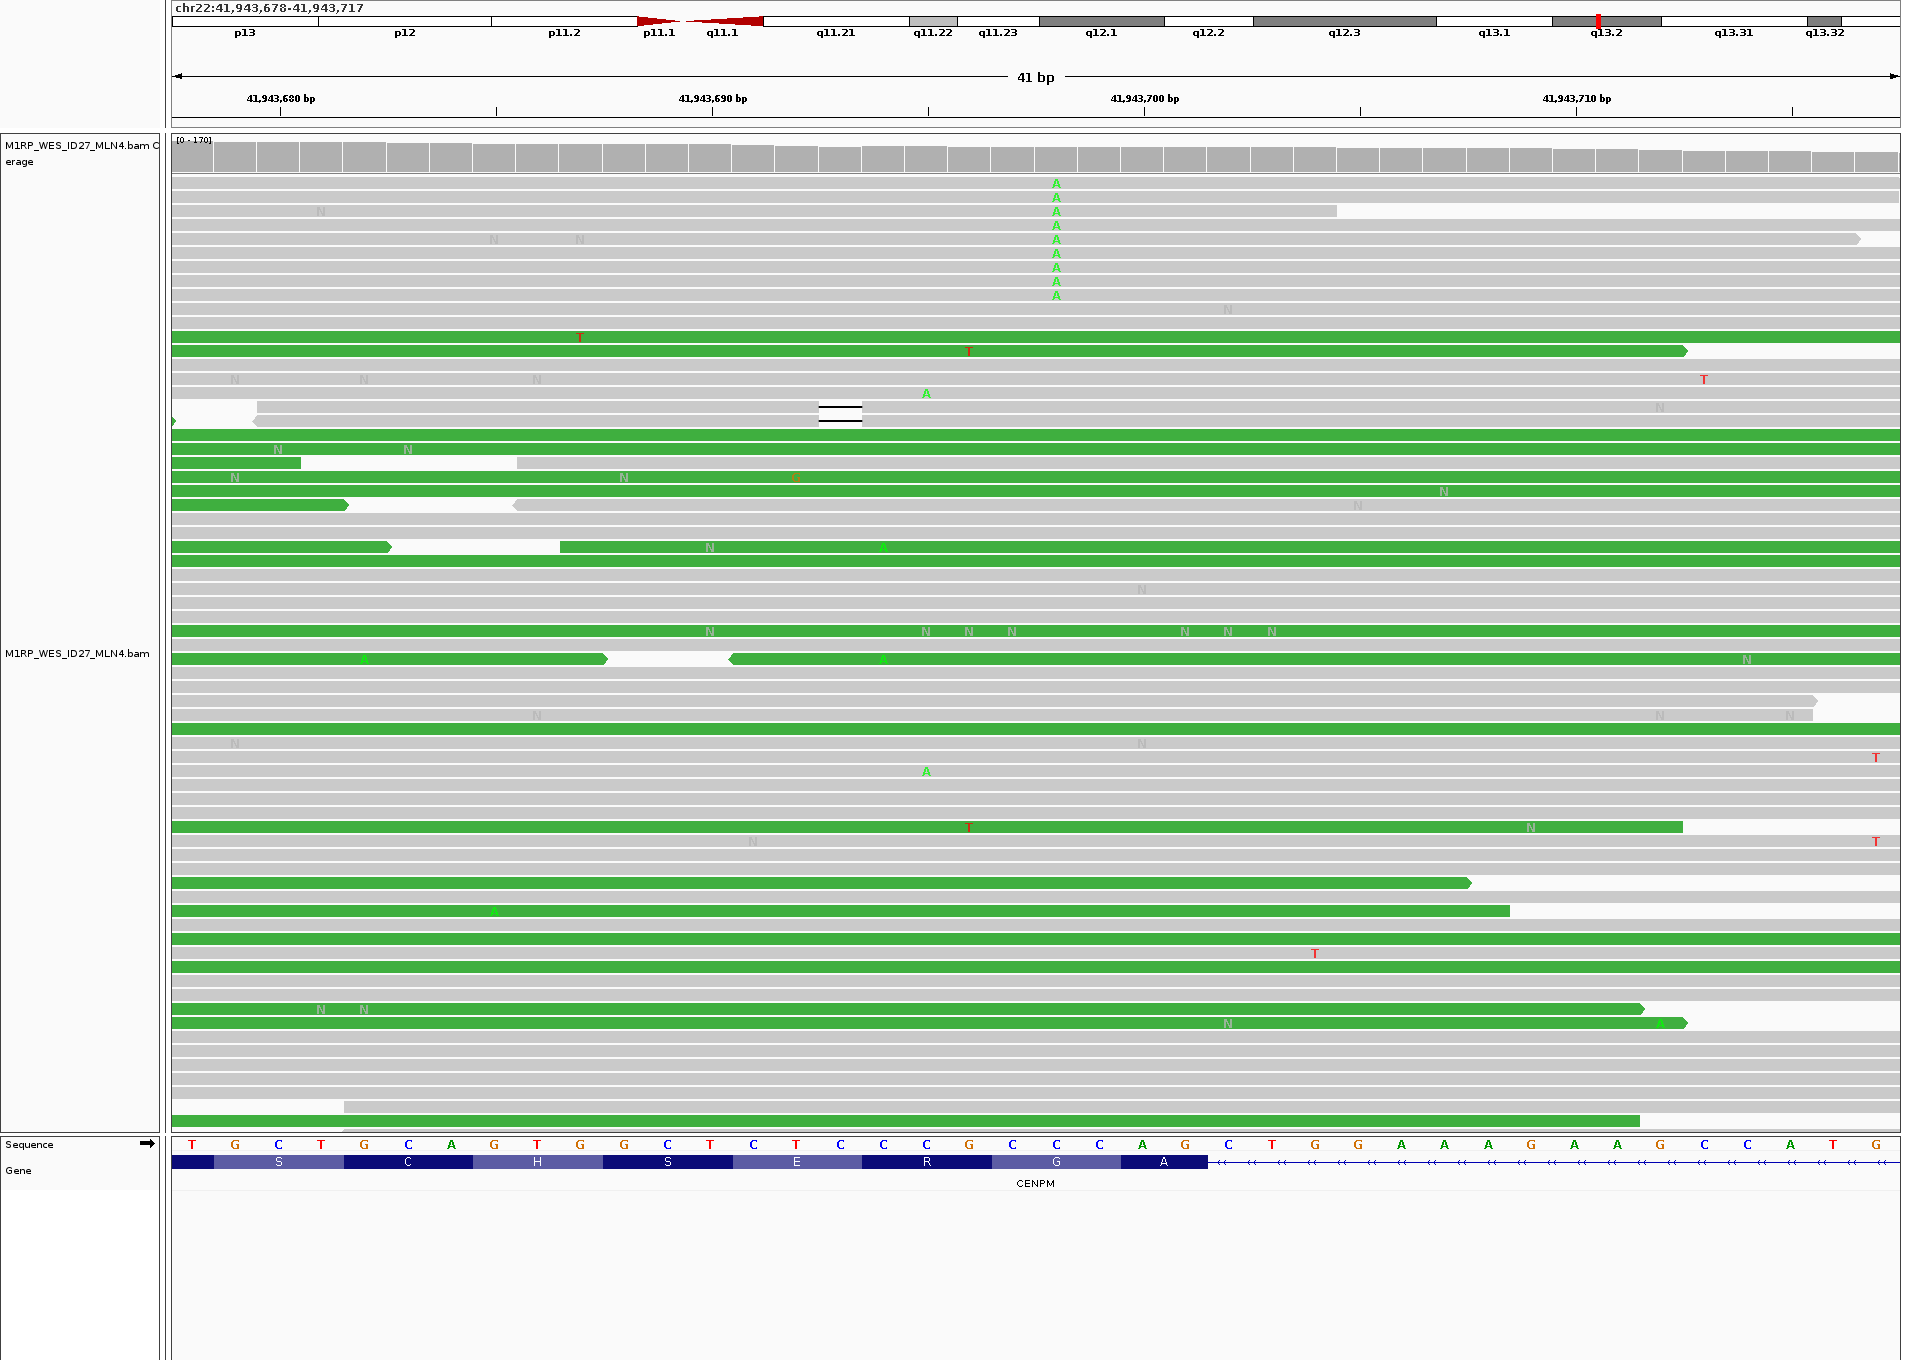 chr22:41,943,678-41,943,717
p13 p12 p11.2 p11.1 q11.1 q11.21 q11.22 q11.23 q12.1 q12.2 q12.3 q13.1 q13.2 q13.31 q13.32
41 bp
41,943,680 bp 41,943,690 bp 41,943,700 bp 41,943,710 bp
[0 - 170]
M1RP_WES_ID27_MLN4.bam C
erage
A
A
N A
A
N N A
A
A
A
A
N
T
T
N N N T
A
N
N N
N N G
N
N
N A
N
N N N N N N N
M1RP_WES_ID27_MLN4.bam
A A N
N N N
N N
T
A
T N
N T
A
T
N N
N A
Sequence T G C T G C A G T G G C T C T C C C G C C C A G C T G G A A A G A A G C C A T G
Gene S C H S E R G A
CENPM